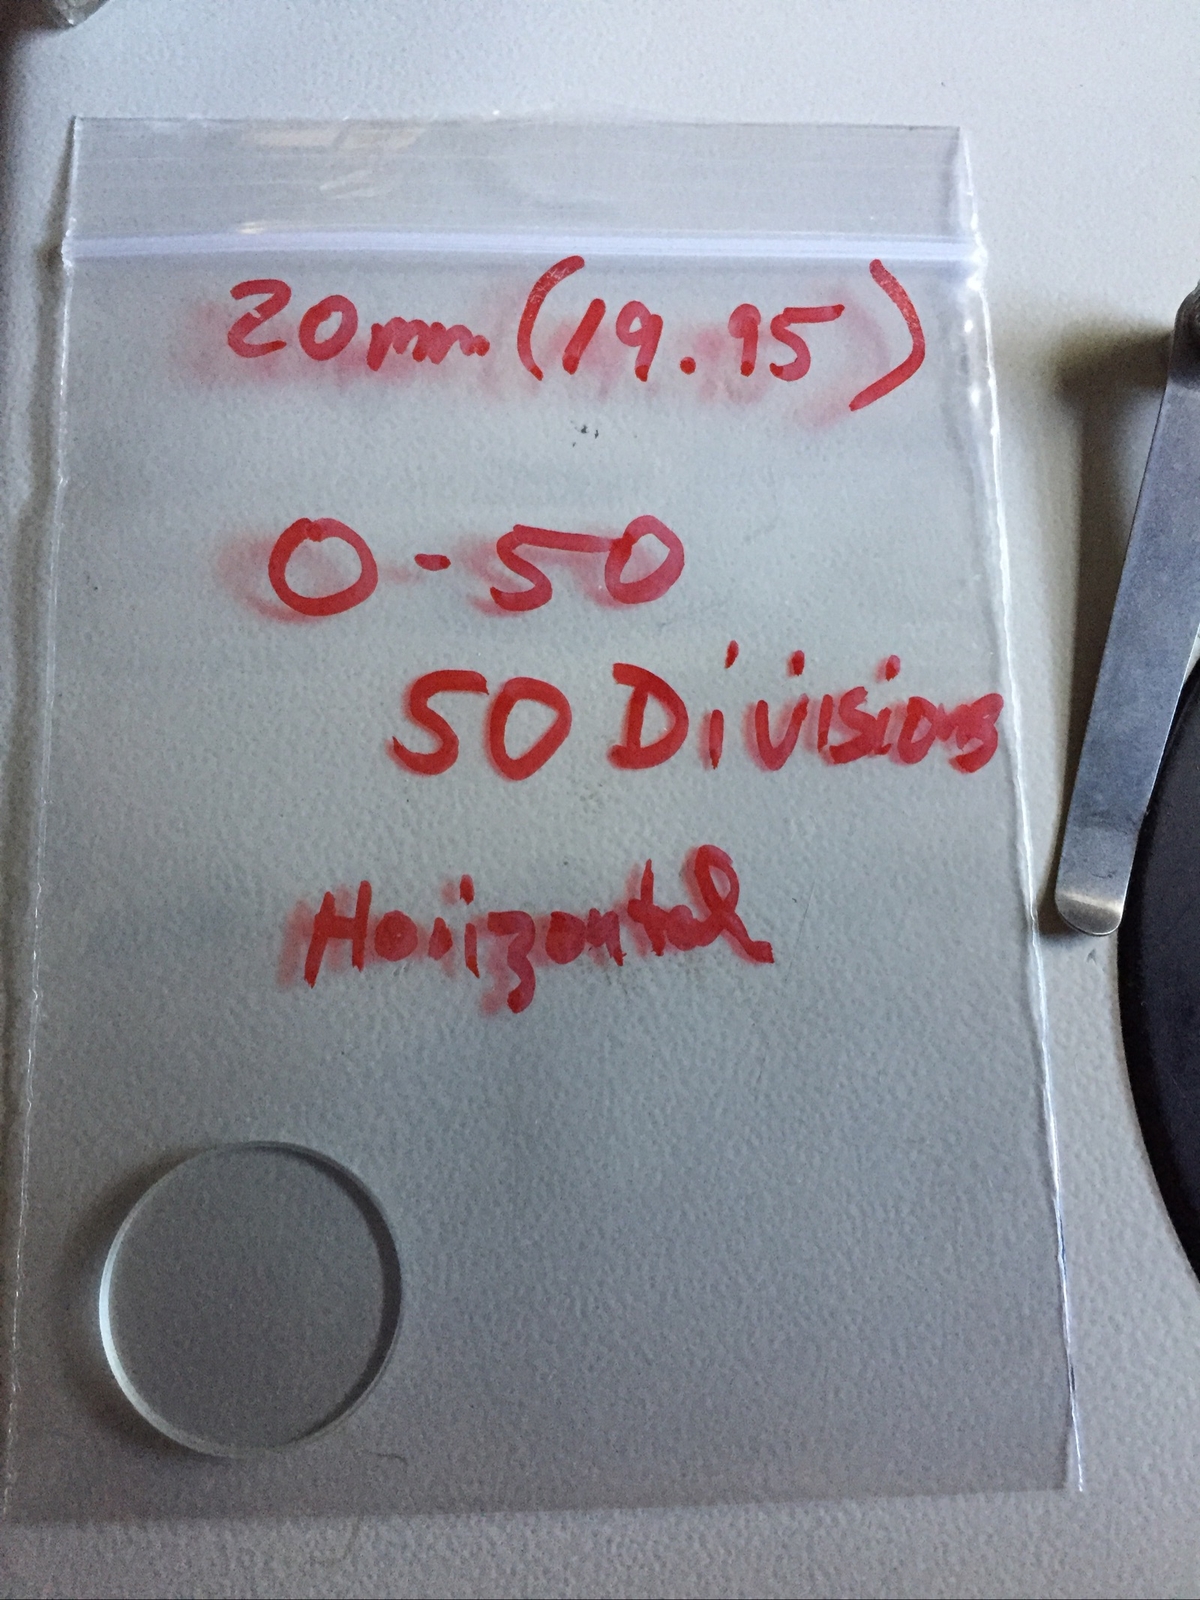 20mm (19.95)
0-50
50 Divisions
Horizontal